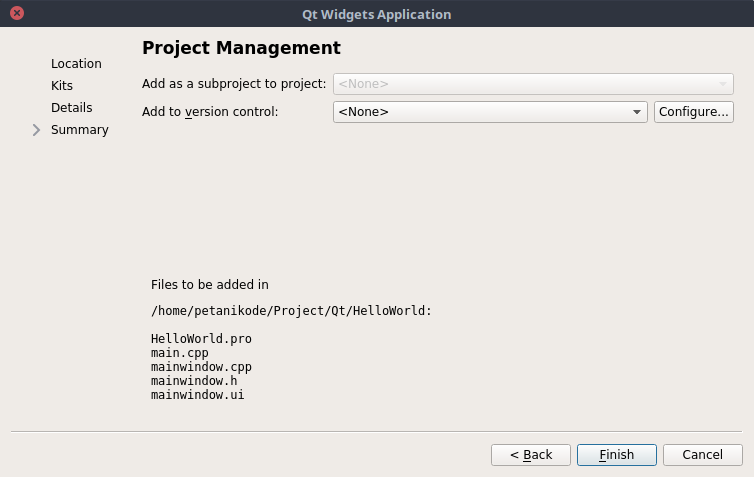 Qt Widgets Application
Project Management
Location
Kits
Details
Summary
Add as a subproject to project: <None>
Add to version control: <None> Configure...
Files to be added in
/home/petanikode/Project/Qt/HelloWorld:
HelloWorld.pro
main.cpp
mainwindow.cpp
mainwindow.h
mainwindow.ui
< Back Finish Cancel